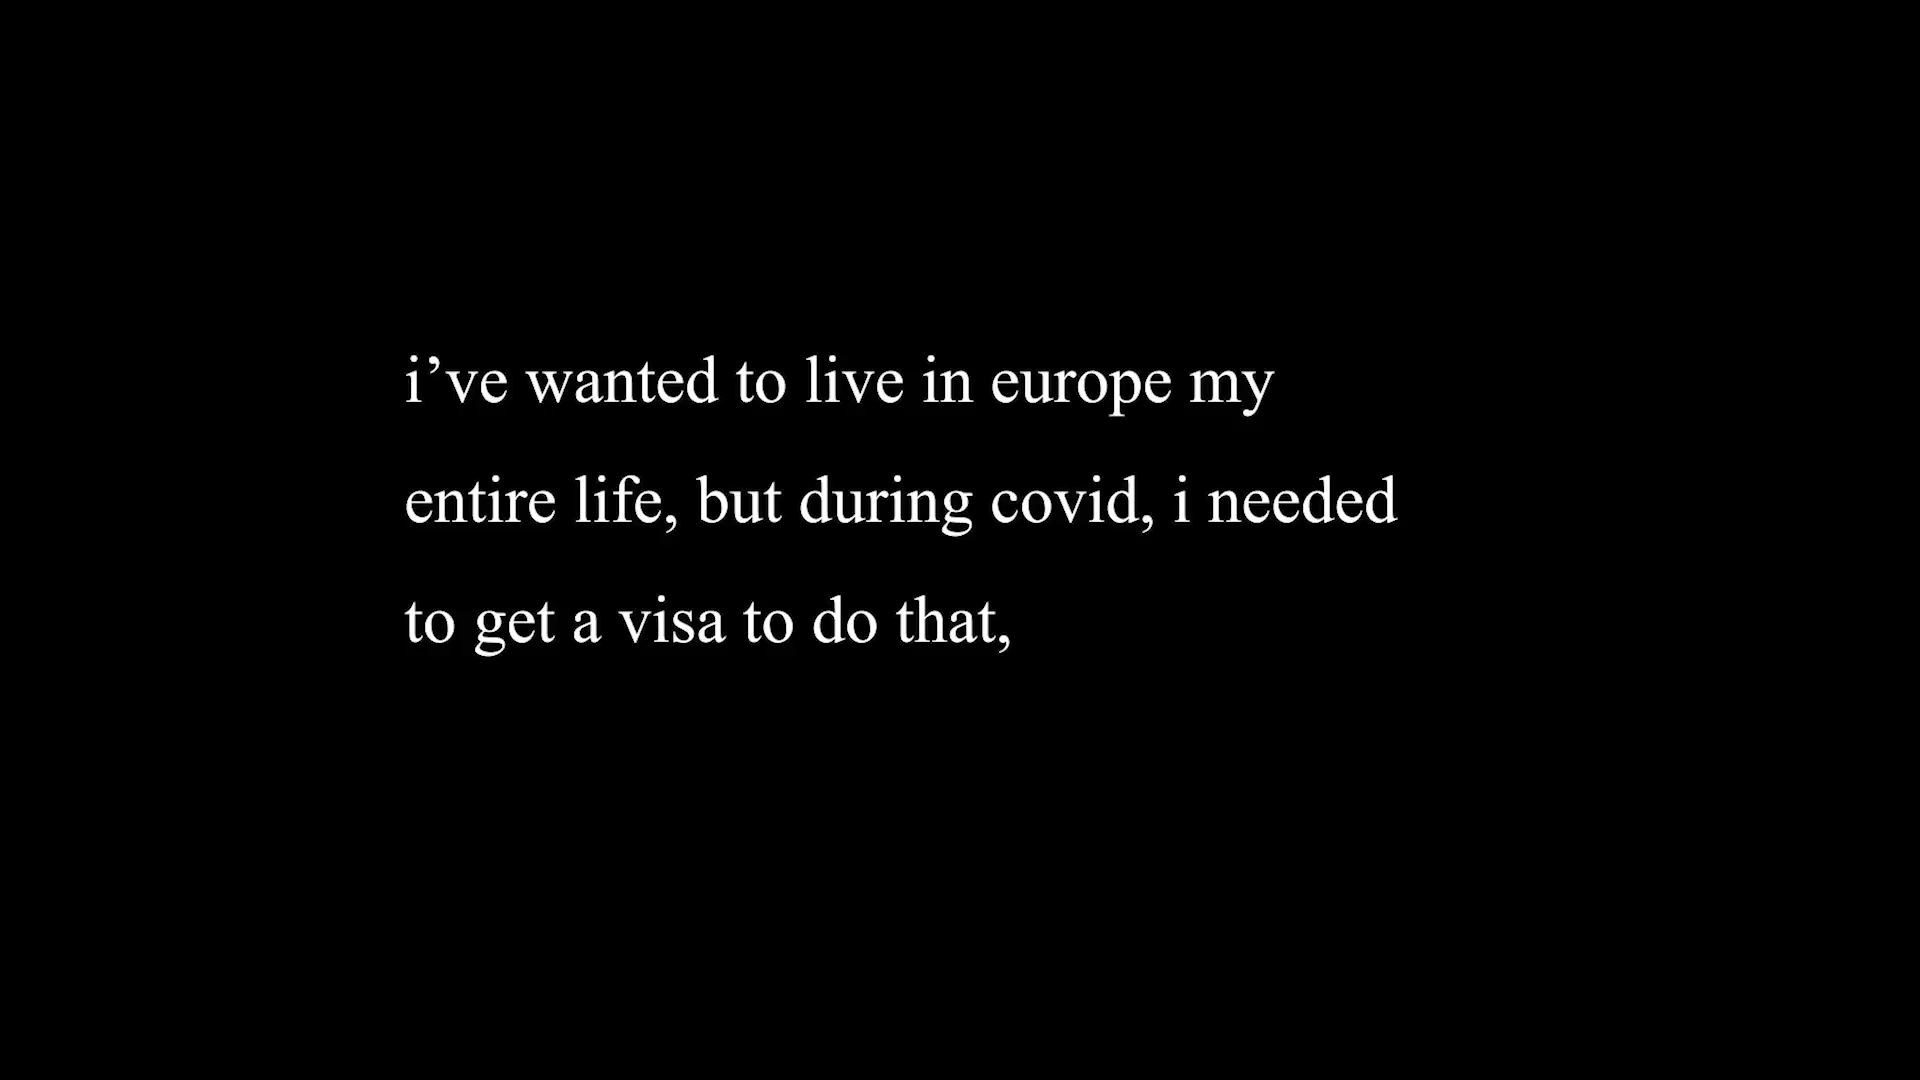 i’ve wanted to live in europe my
entire life, but during covid, i needed
to get a visa to do that,